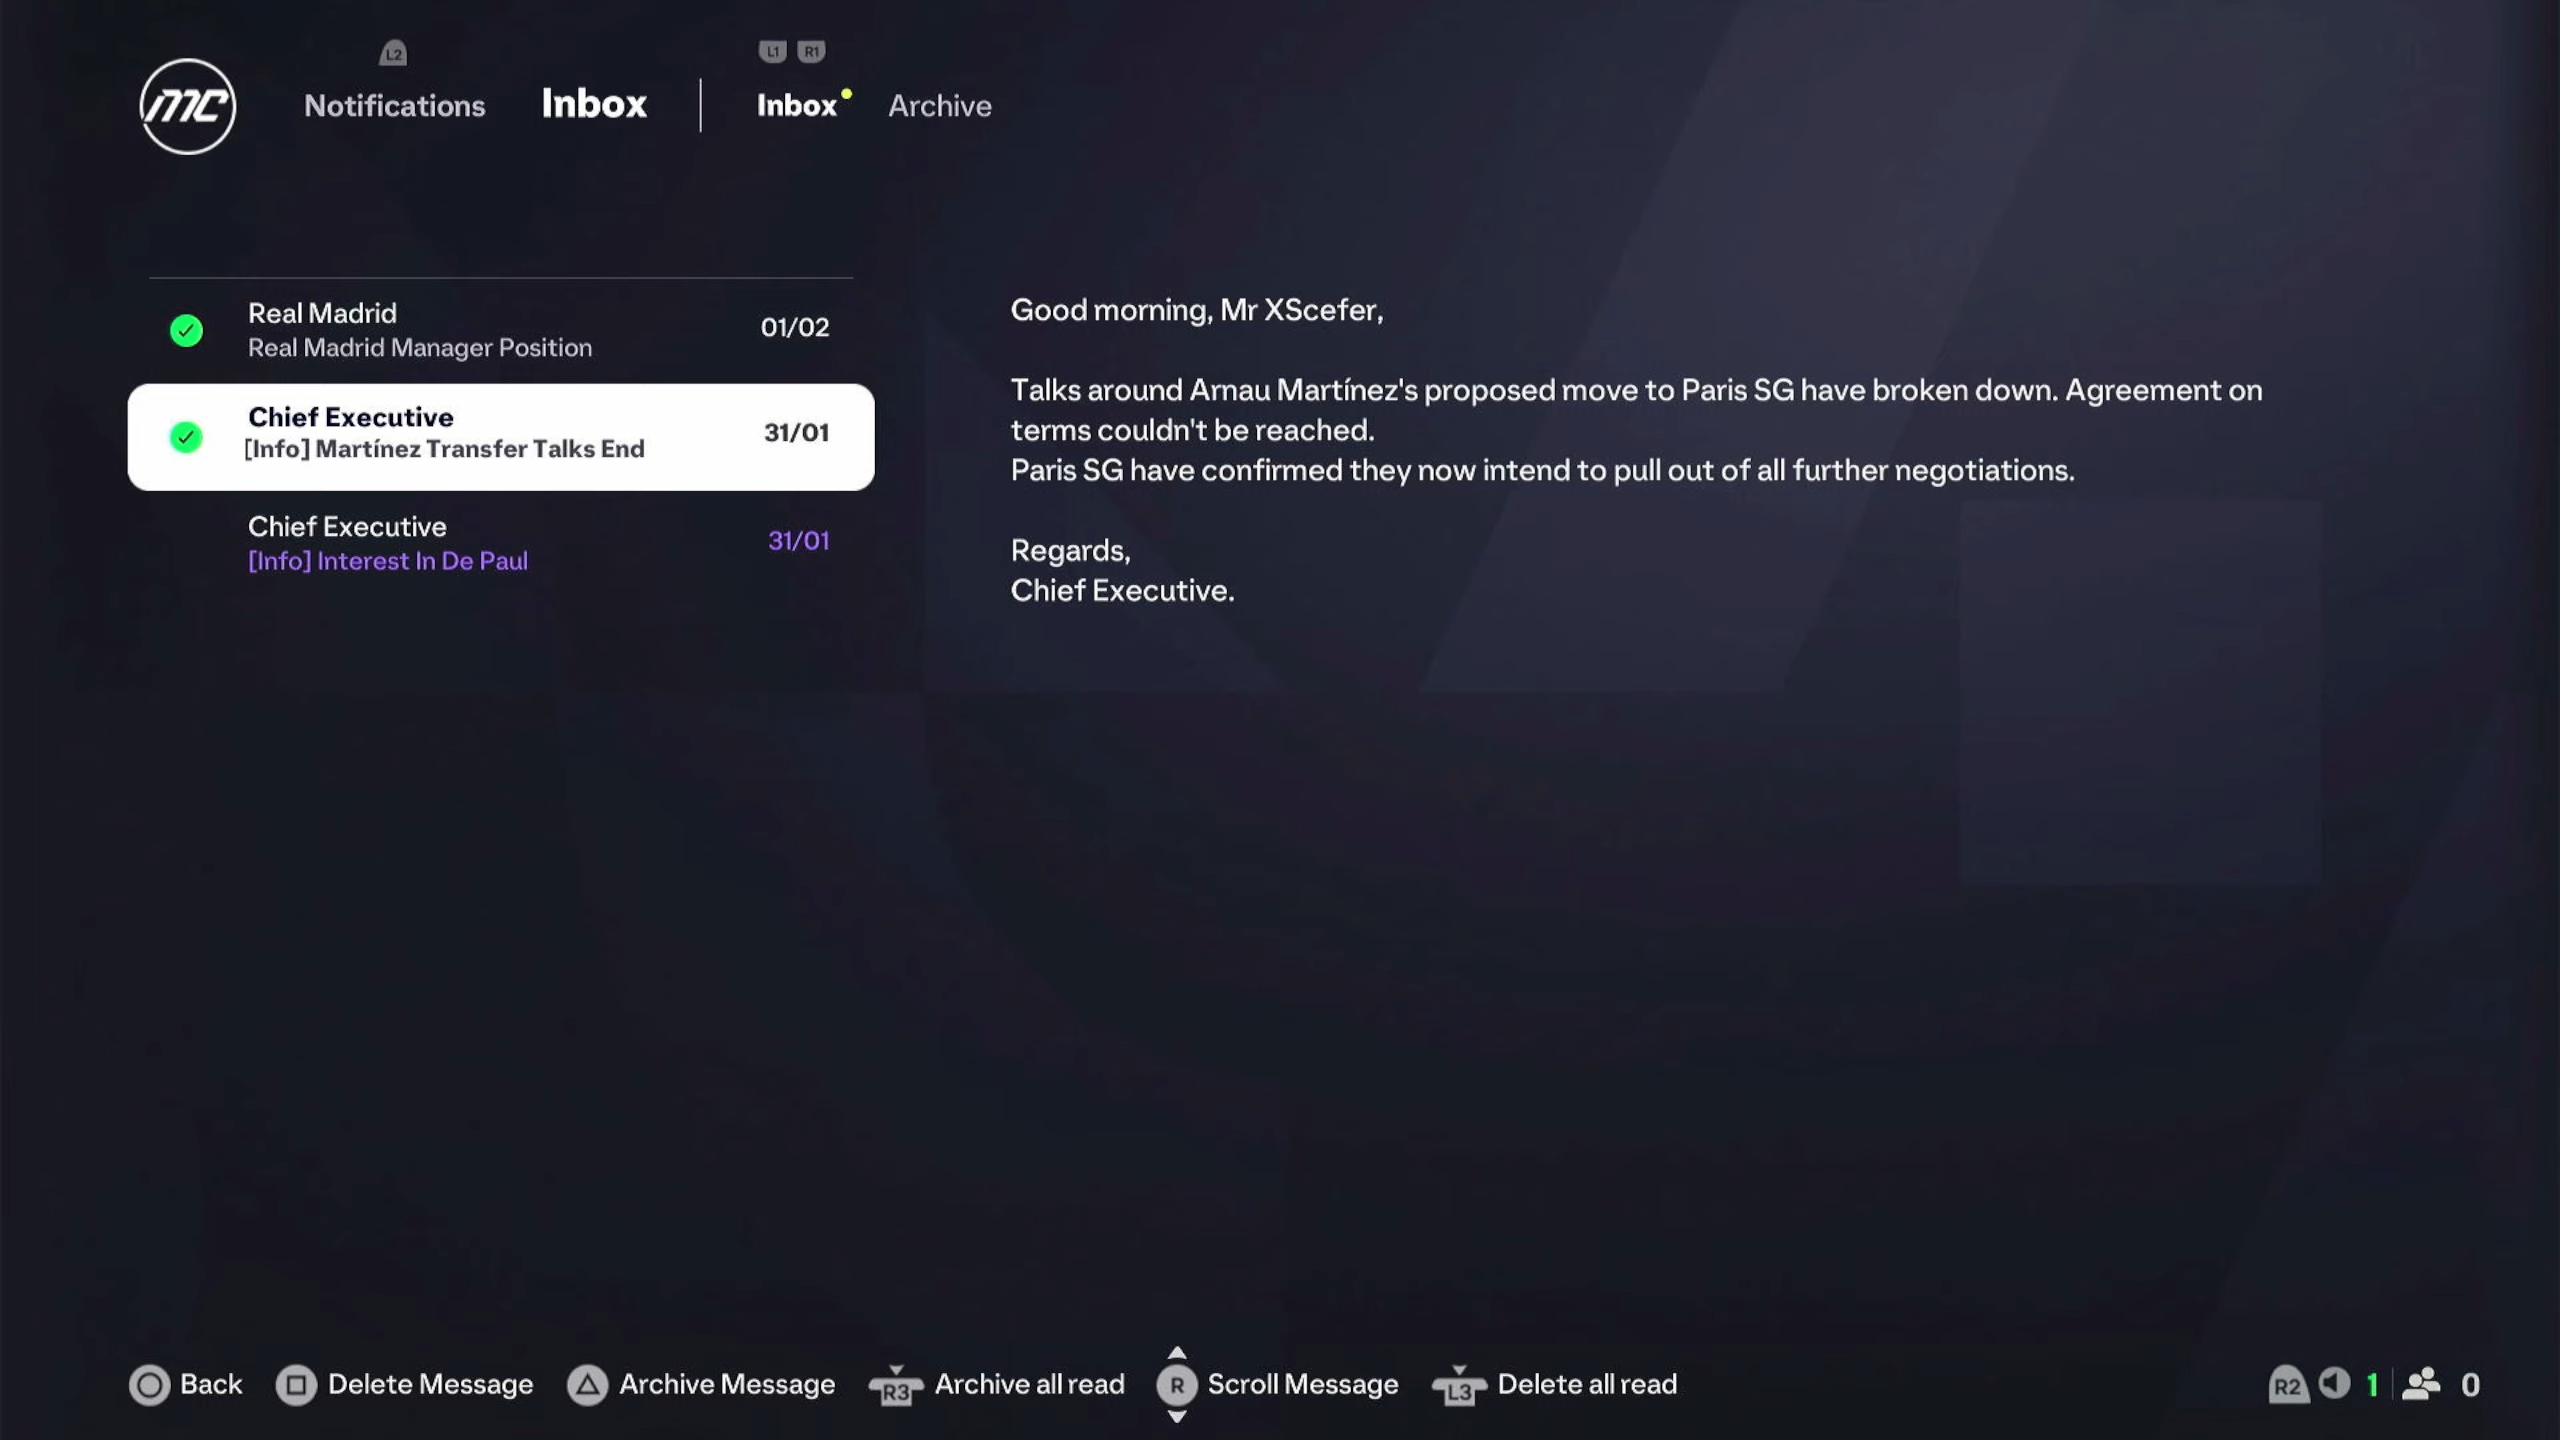 L2
L1 R1
MC
Notifications Inbox Inbox Archive
Real Madrid
01/02
Real Madrid Manager Position
Chief Executive
31/01
[Info] Martínez Transfer Talks End
Chief Executive
31/01
[Info] Interest In De Paul
Good morning, Mr XScefer,
Talks around Arnau Martínez's proposed move to Paris SG have broken down. Agreement on
terms couldn't be reached.
Paris SG have confirmed they now intend to pull out of all further negotiations.
Regards,
Chief Executive.
Back Delete Message Archive Message R3 Archive all read R Scroll Message L3 Delete all read R2 1 0